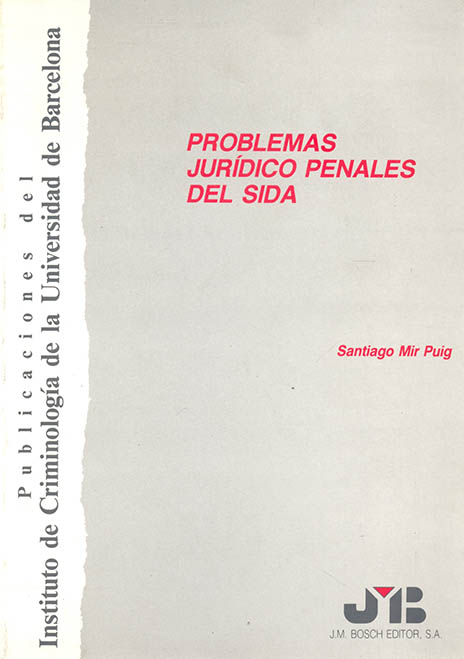 Publicaciones del
Instituto de Criminología de la Universidad de Barcelona
PROBLEMAS
JURÍDICO PENALES
DEL SIDA
Santiago Mir Puig
JMB
J.M. BOSCH EDITOR, S.A.